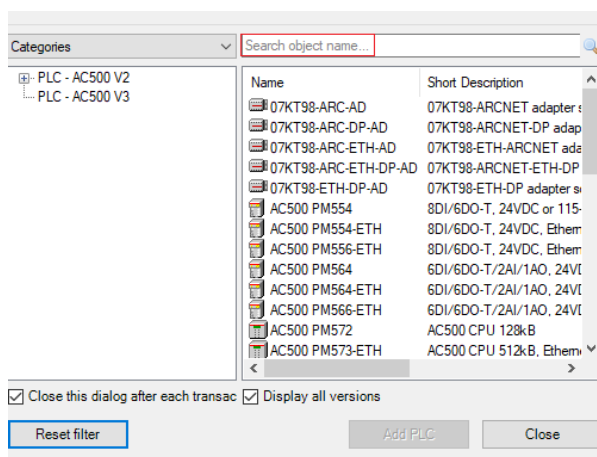 Categories
Search object name...
PLC - AC500 V2
PLC - AC500 V3
Name Short Description
07KT98-ARC-AD 07KT98-ARCNET adapter s
07KT98-ARC-DP-AD 07KT98-ARCNET-DP adap
07KT98-ARC-ETH-AD 07KT98-ETH-ARCNET ada
07KT98-ARC-ETH-DP-AD 07KT98-ARCNET-ETH-DP
07KT98-ETH-DP-AD 07KT98-ETH-DP adapter s
AC500 PM554 8DI/6DO-T, 24VDC or 115-
AC500 PM554-ETH 8DI/6DO-T, 24VDC, Ethern
AC500 PM556-ETH 8DI/6DO-T, 24VDC, Ethern
AC500 PM564 6DI/6DO-T/2AI/1AO, 24V
AC500 PM564-ETH 6DI/6DO-T/2AI/1AO, 24V
AC500 PM566-ETH 6DI/6DO-T/2AI/1AO, 24V
AC500 PM572 AC500 CPU 128kB
AC500 PM573-ETH AC500 CPU 512kB, Ethern
Close this dialog after each transac Display all versions
Reset filter Add PLC Close